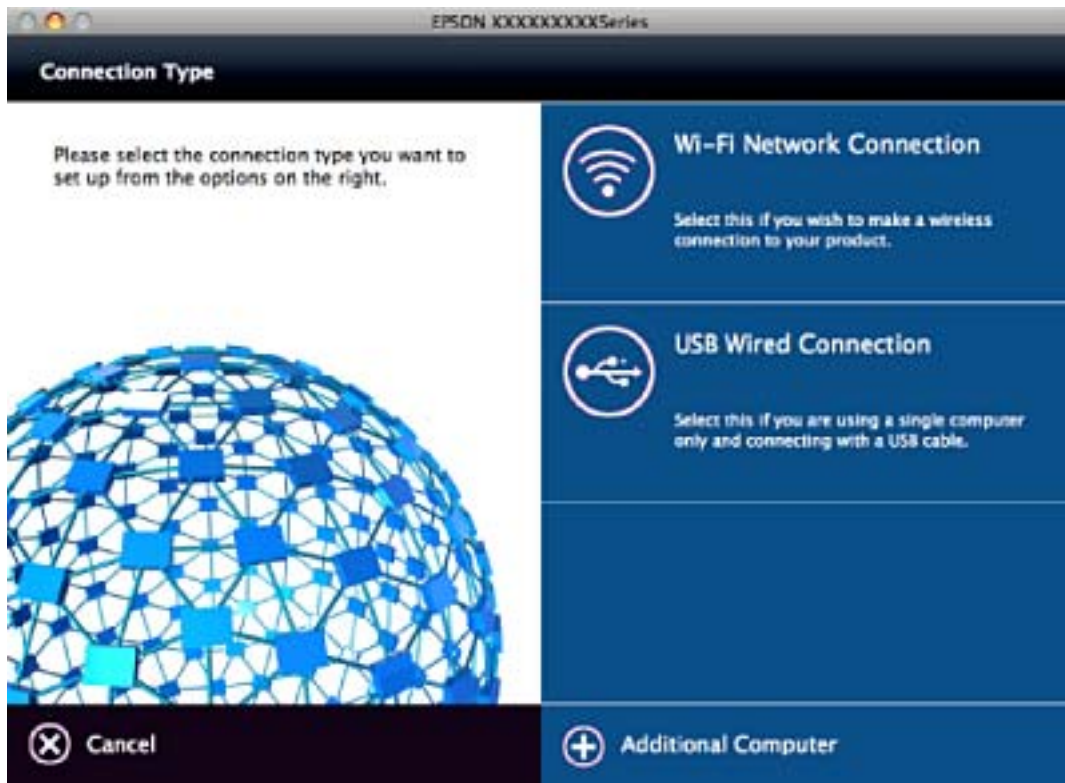 EPSON XXXXXXXXXSeries
Connection Type
Please select the connection type you want to
set up from the options on the right.
Wi-Fi Network Connection
Select this if you wish to make a wireless
connection to your product.
USB Wired Connection
Select this if you are using a single computer
only and connecting with a USB cable.
Cancel
Additional Computer